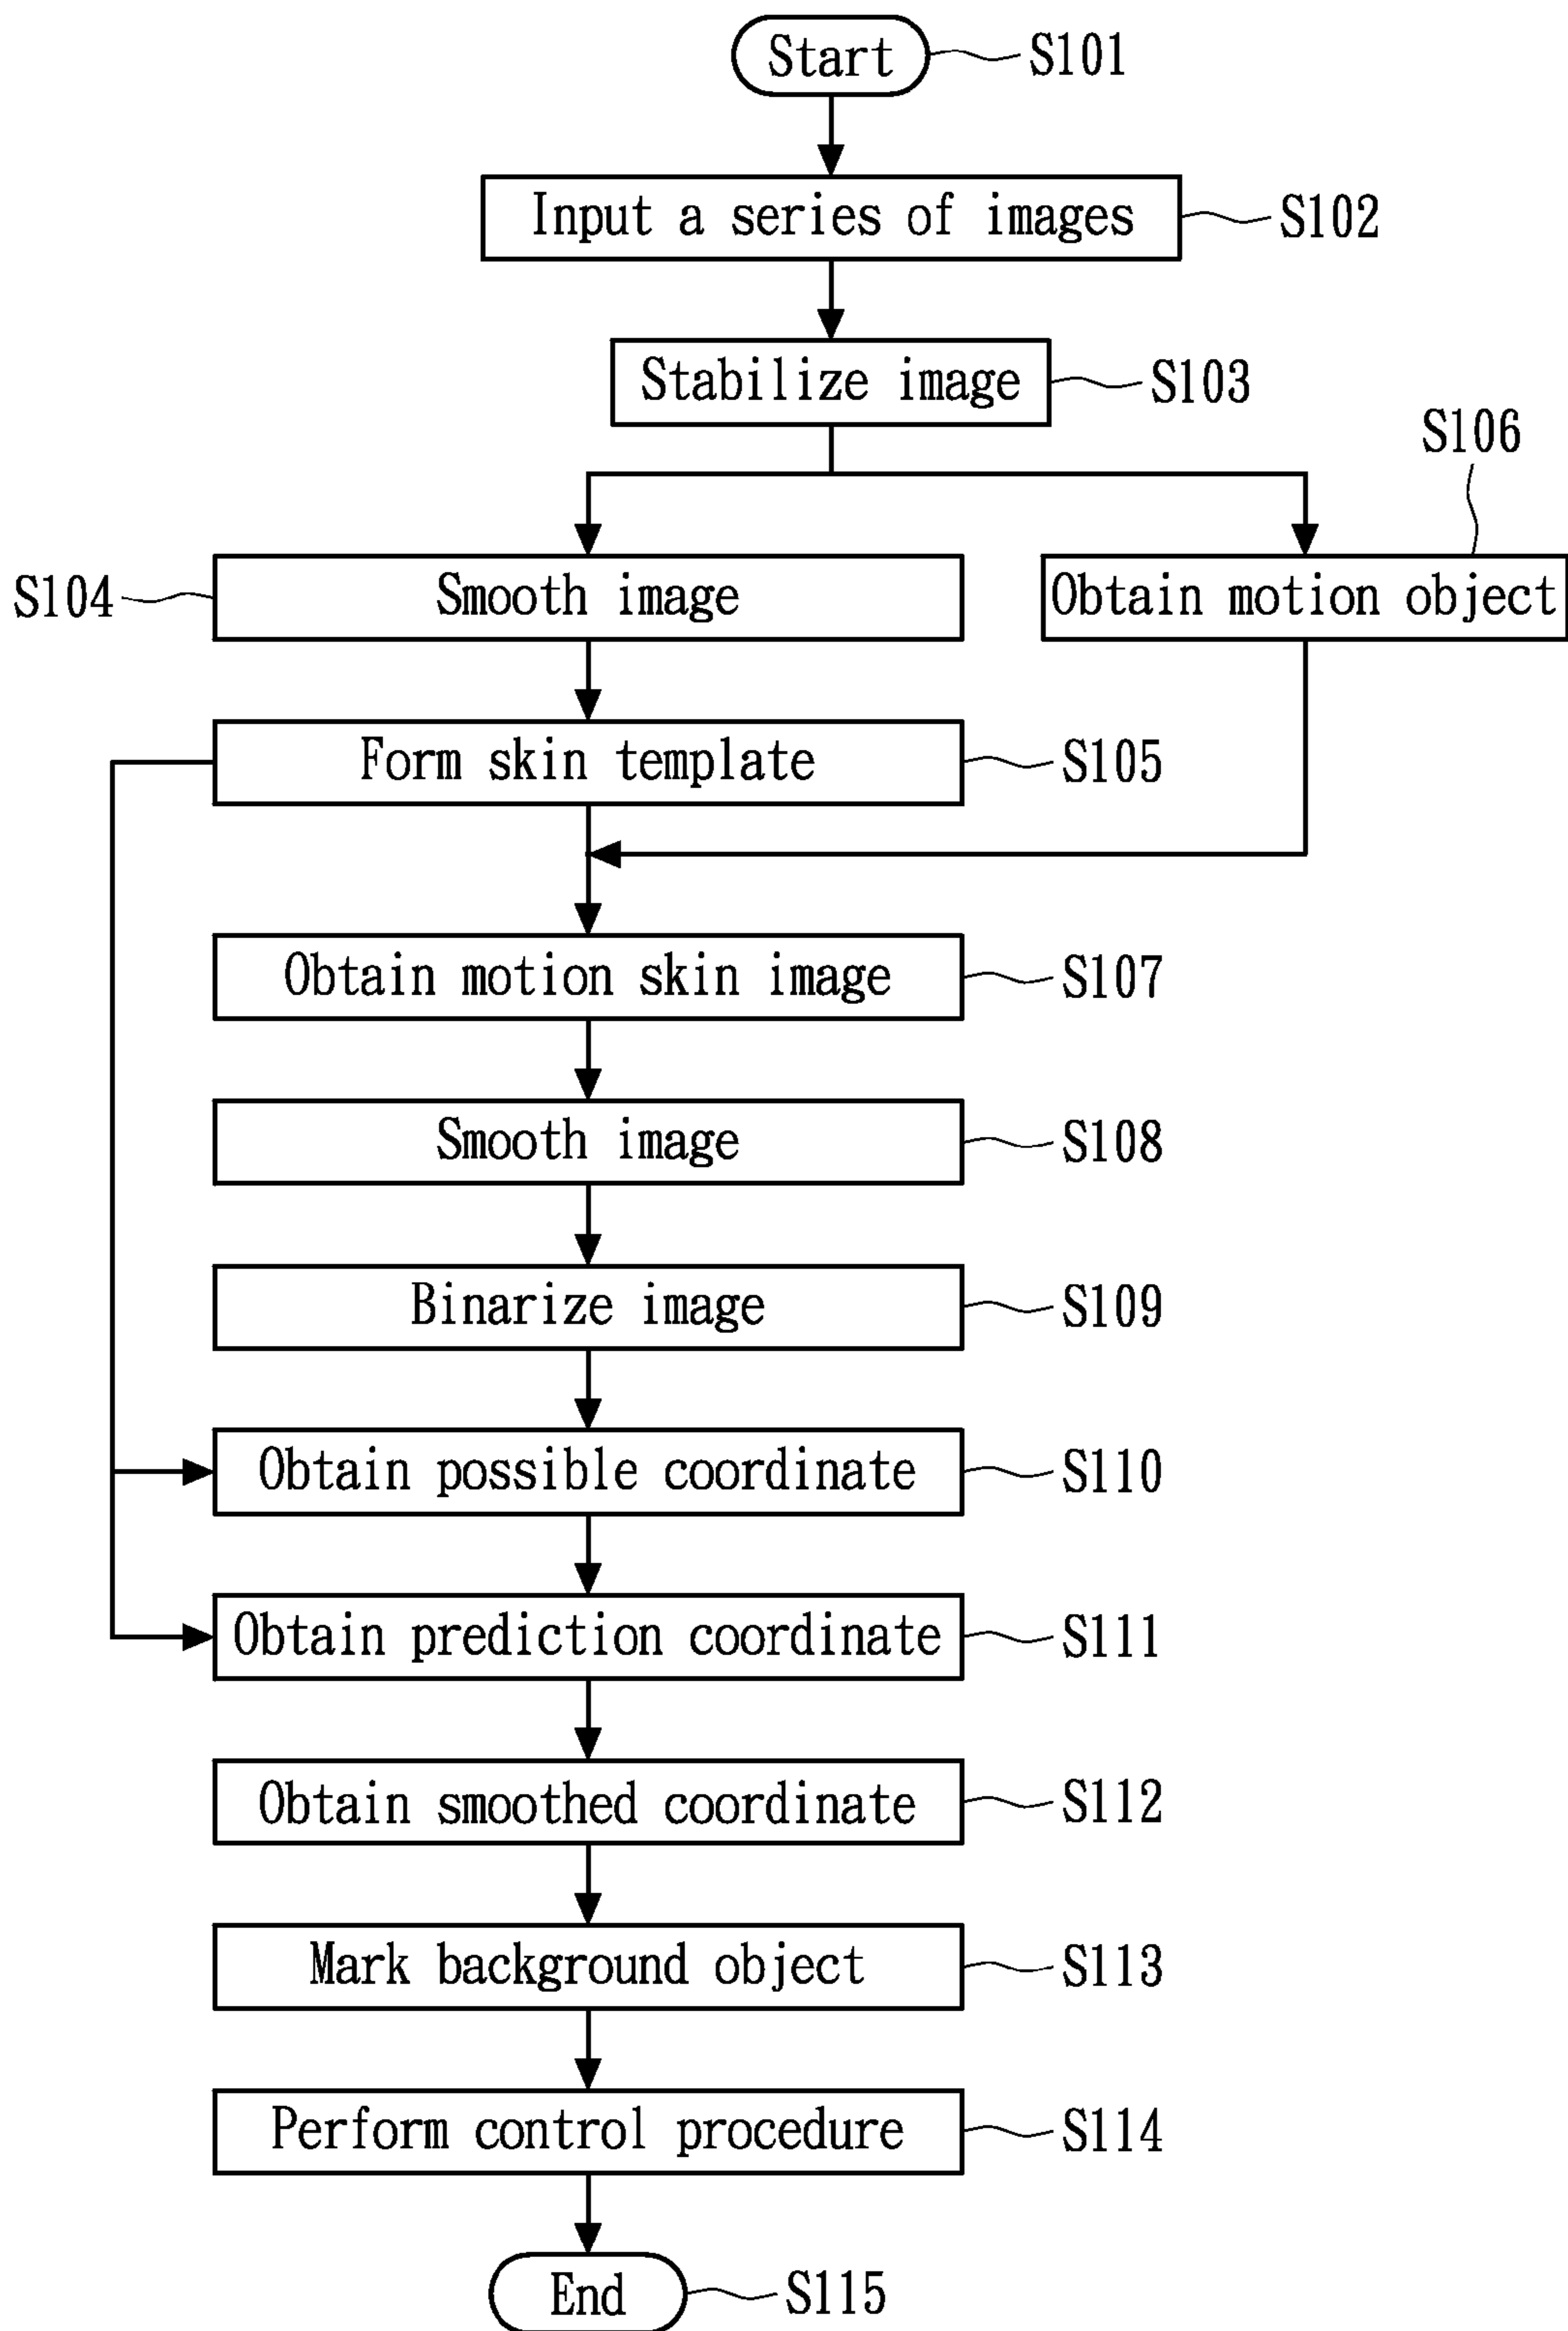 Start
S101
Input a series of images
S102
Stabilize image
S103
S106
S104
Smooth image
Obtain motion object
Form skin template
S105
Obtain motion skin image
S107
Smooth image
S108
Binarize image
S109
Obtain possible coordinate
S110
Obtain prediction coordinate
S111
Obtain smoothed coordinate
S112
Mark background object
S113
Perform control procedure
S114
End
S115